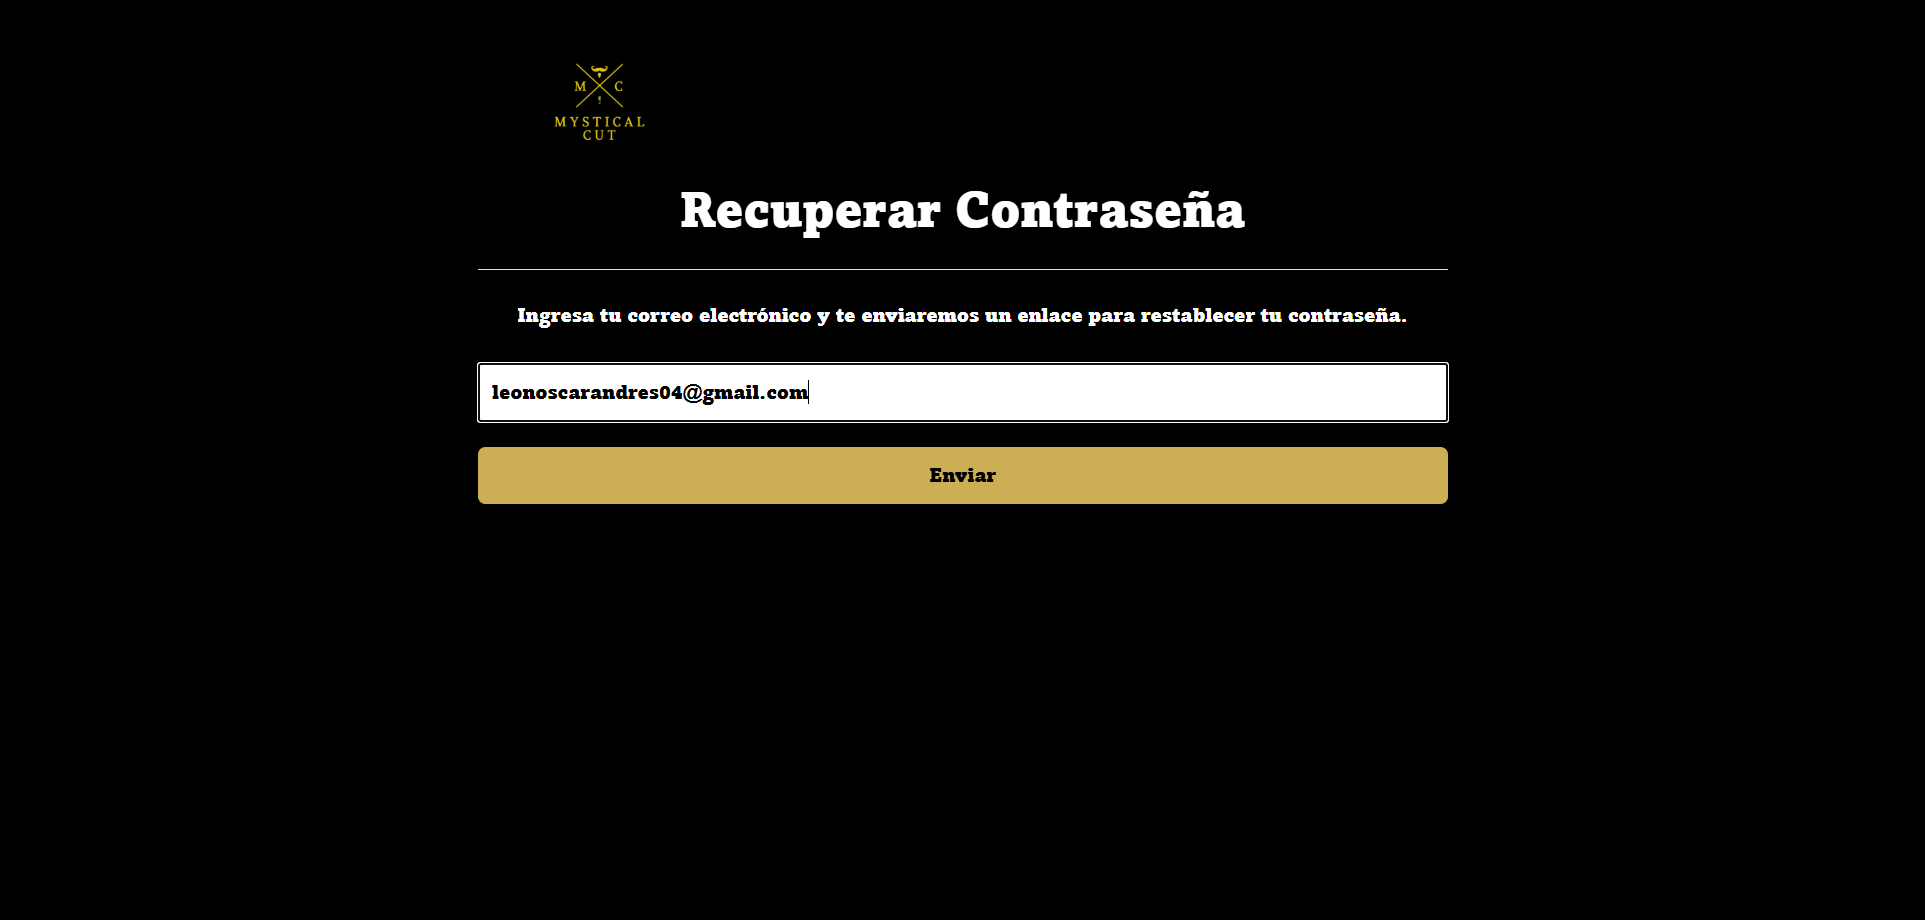 M C
MYSTICAL
CUT
Recuperar Contraseña
Ingresa tu correo electrónico y te enviaremos un enlace para restablecer tu contraseña.
leonoscarandres04@gmail.com
Enviar